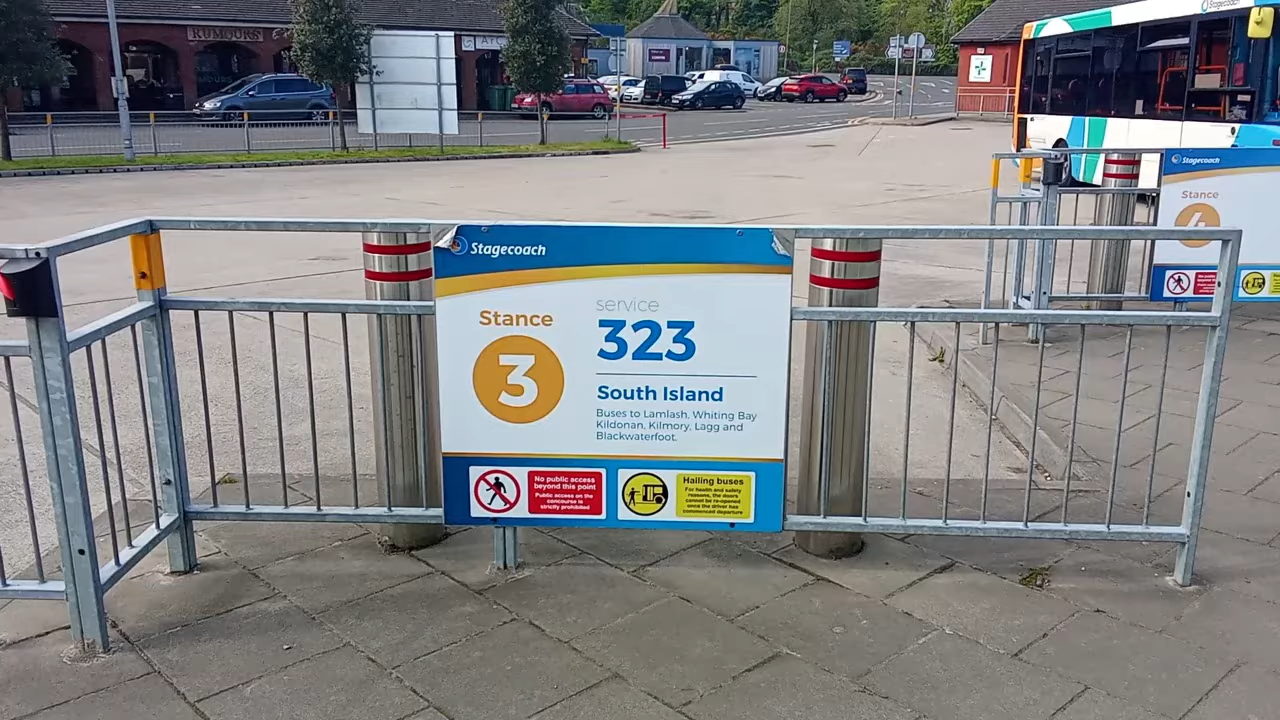 RUMOURS
Stagecoach
Stagecoach
Stance
4
Stagecoach
Stance
3
service
323
South Island
Buses to Lamlash, Whiting Bay
Kildonan, Kilmory, Lagg and
Blackwaterfoot.
No public access
beyond this point
Public access on the
concourse is
strictly prohibited
Hailing buses
For health and safety
reasons, the doors
cannot be re-opened
once the driver has
commenced departure